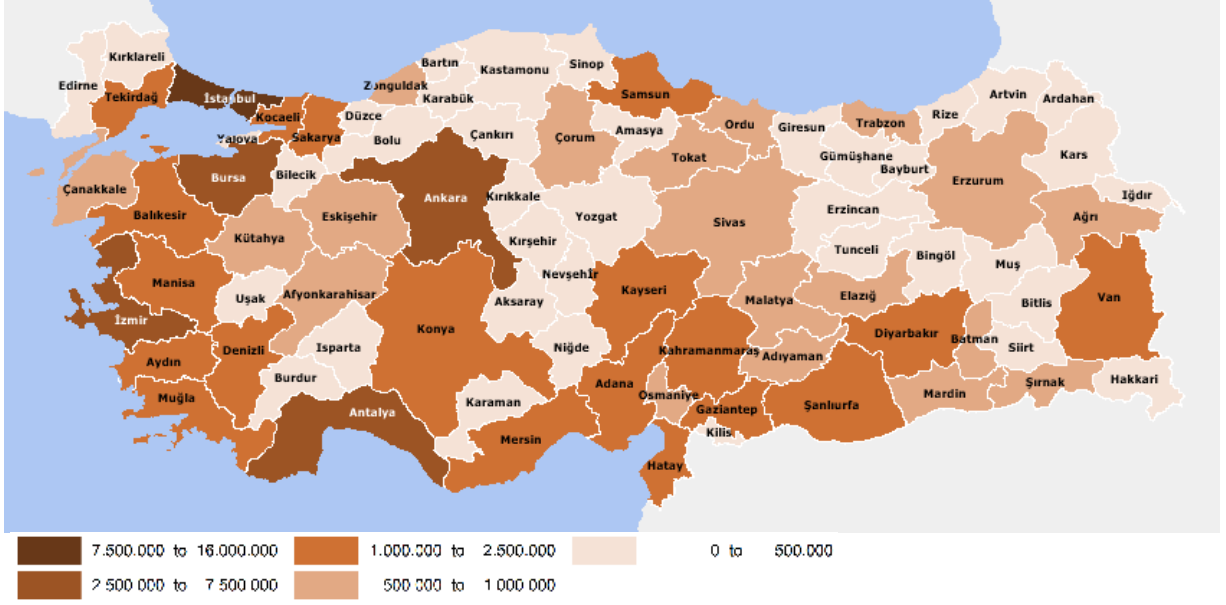 Kırklareli
Edirne
Tekirdağ
İstanbul
Kocaeli
Yalova
Sakarya
Düzce
Bolu
Zonguldak
Bartın
Karabük
Kastamonu
Sinop
Çankırı
Samsun
Çorum
Amasya
Ordu
Tokat
Giresun
Trabzon
Gümüşhane
Bayburt
Rize
Artvin
Ardahan
Kars
Erzurum
Iğdır
Ağrı
Çanakkale
Balıkesir
Bursa
Bilecik
Kütahya
Eskişehir
Ankara
Kırıkkale
Kırşehir
Yozgat
Sivas
Erzincan
Tunceli
Bingöl
Muş
Bitlis
Van
Manisa
İzmir
Uşak
Afyonkarahisar
Konya
Aksaray
Nevşehir
Kayseri
Malatya
Elazığ
Diyarbakır
Batman
Siirt
Hakkari
Şırnak
Mardin
Aydın
Denizli
Muğla
Isparta
Burdur
Antalya
Karaman
Niğde
Mersin
Adana
Kahramanmaraş
Adıyaman
Osmaniye
Gaziantep
Kilis
Hatay
Şanlıurfa
7.500.000 to 16.000.000
1.000.000 to 2.500.000
0 to 500.000
2 500 000 to 7 500 000
500 000 to 1 000 000